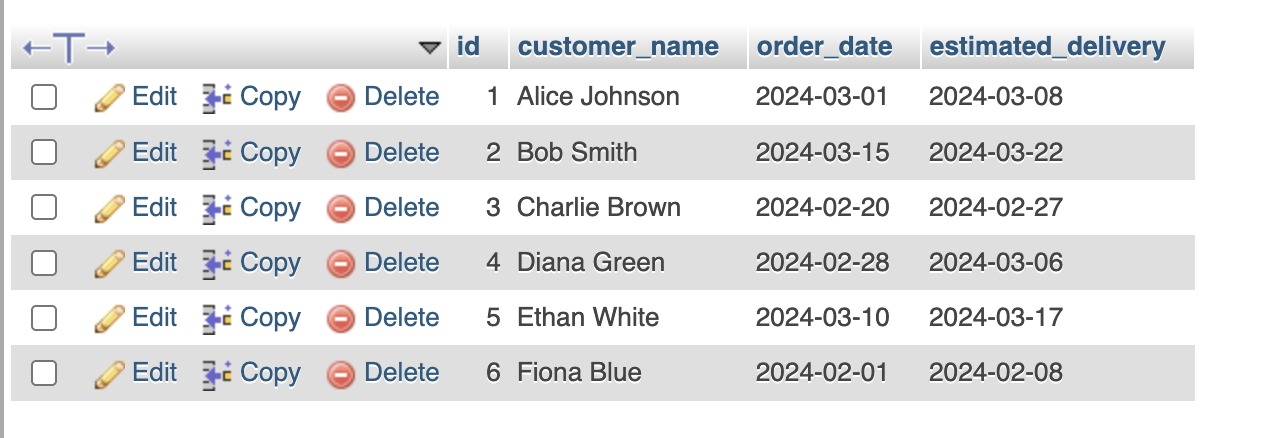 ←T→ id customer_name order_date estimated_delivery
Edit Copy Delete 1 Alice Johnson 2024-03-01 2024-03-08
Edit Copy Delete 2 Bob Smith 2024-03-15 2024-03-22
Edit Copy Delete 3 Charlie Brown 2024-02-20 2024-02-27
Edit Copy Delete 4 Diana Green 2024-02-28 2024-03-06
Edit Copy Delete 5 Ethan White 2024-03-10 2024-03-17
Edit Copy Delete 6 Fiona Blue 2024-02-01 2024-02-08